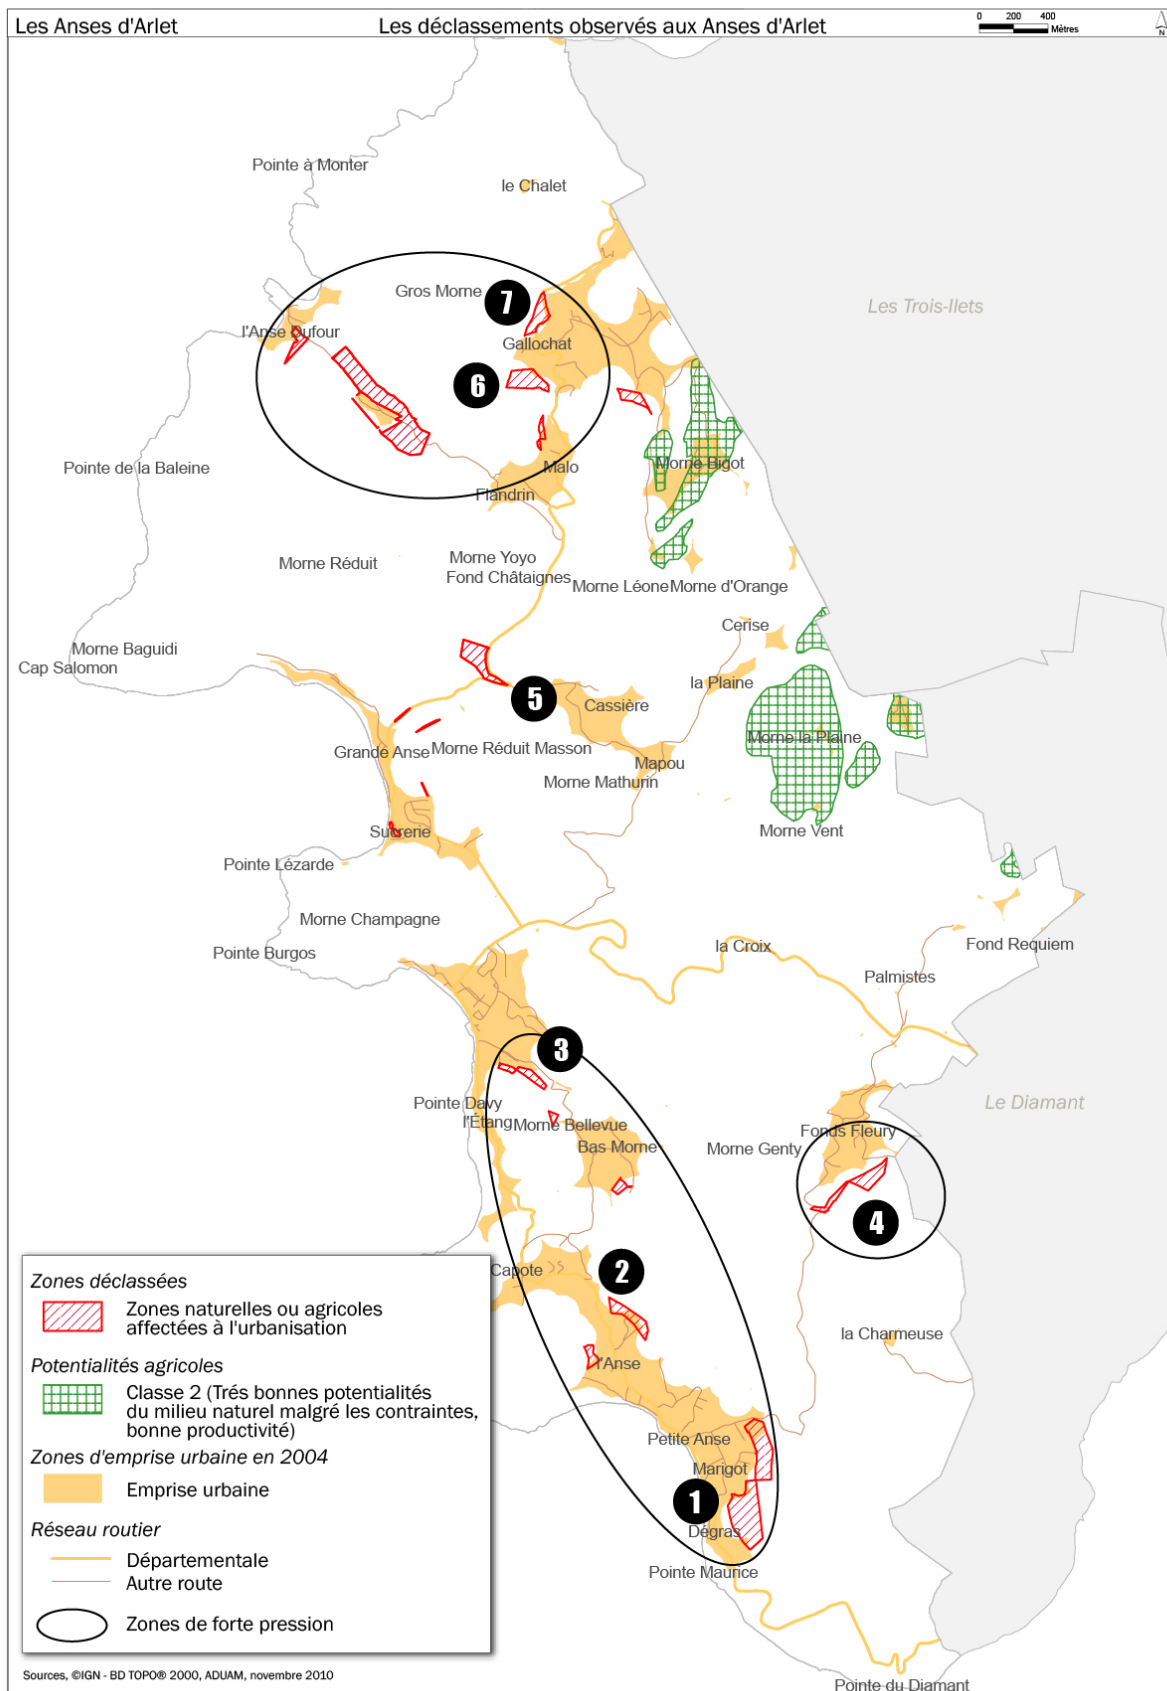 Les Anses d'Arlet
Les déclassements observés aux Anses d'Arlet
0 200 400
Mètres
N
Pointe à Monter
le Chalet
Les Trois-Ilets
Gros Morne
7
l'Anse Dufour
Gallochat
6
Pointe de la Baleine
Malo
Morne Bigot
Flandrin
Morne Réduit
Morne Yoyo
Fond Châtaignes
Morne Léone
Morne d'Orange
Cerise
Morne Baguidi
Cap Salomon
la Plaine
5
Cassière
Grande Anse
Morne Réduit Masson
Morne la Plaine
Mapou
Morne Mathurin
Sucrerie
Morne Vent
Pointe Lézarde
Morne Champagne
Pointe Burgos
la Croix
Fond Requiem
Palmistes
3
Pointe Davy
l'Étang
Morne Bellevue
Le Diamant
Bas Morne
Morne Genty
Fonds Fleury
4
Capote
2
la Charmeuse
l'Anse
Petite Anse
Marigot
1
Dégras
Pointe Maurice
Pointe du Diamant
Zones déclassées
Zones naturelles ou agricoles
affectées à l'urbanisation
Potentialités agricoles
Classe 2 (Trés bonnes potentialités
du milieu naturel malgré les contraintes,
bonne productivité)
Zones d'emprise urbaine en 2004
Emprise urbaine
Réseau routier
Départementale
Autre route
Zones de forte pression
Sources, ©IGN - BD TOPO® 2000, ADUAM, novembre 2010